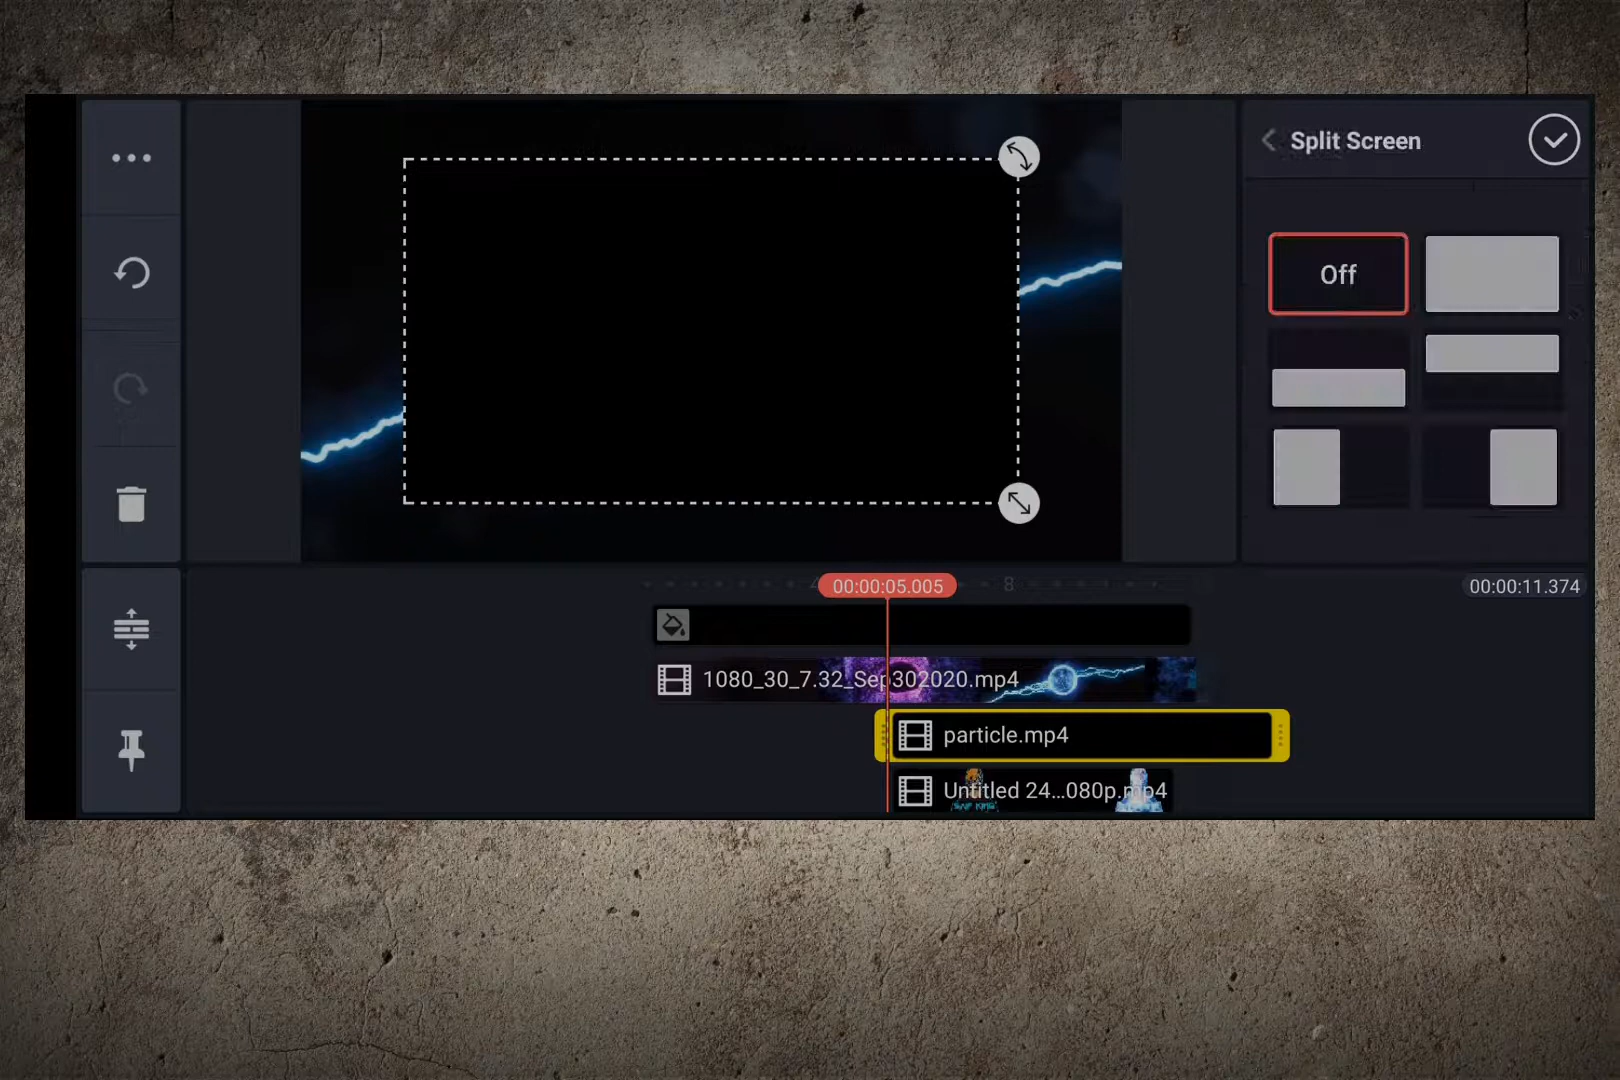 Split Screen
Off
00:00:05.005
8
00:00:11.374
1080_30_7.32_Sep302020.mp4
particle.mp4
Untitled 24...080p.mp4